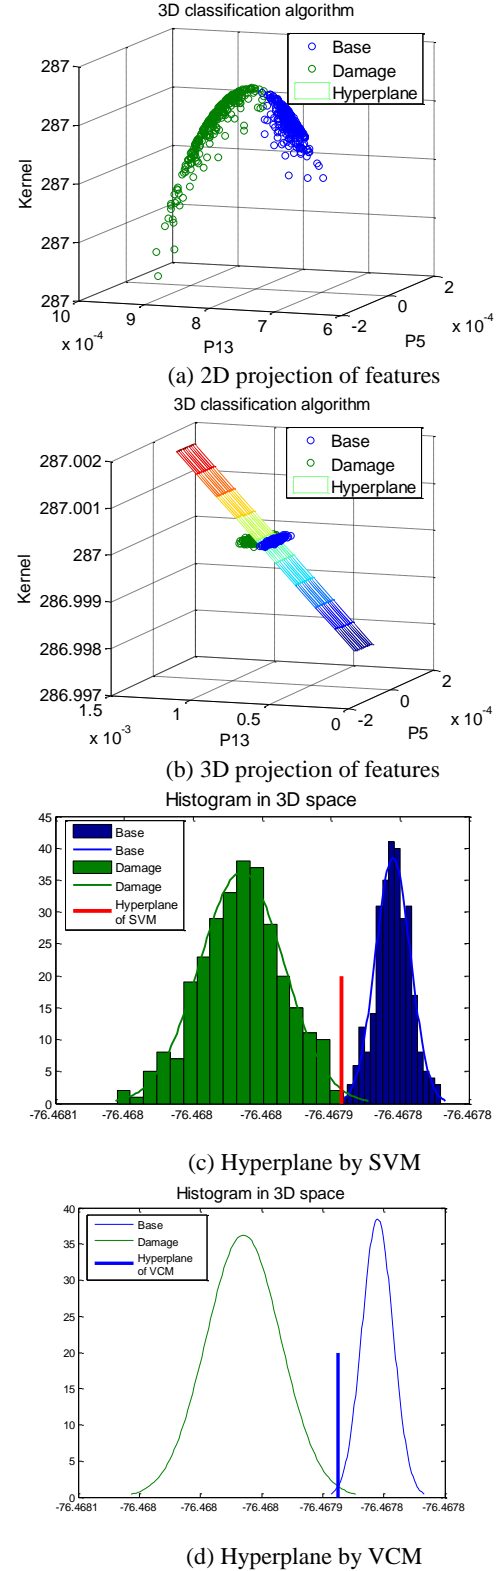 3D classification algorithm
Base
Damage
Hyperplane
287
287
287
287
287
Kernel
10
9
8
7
6
x 10^-4
P13
-2
0
2
x 10^-4
P5
(a) 2D projection of features
3D classification algorithm
Base
Damage
Hyperplane
287.002
287.001
287
286.999
286.998
286.997
Kernel
1.5
1
0.5
0
x 10^-3
P13
-2
0
2
x 10^-4
P5
(b) 3D projection of features
Histogram in 3D space
Base
Base
Damage
Damage
Hyperplane
of SVM
45
40
35
30
25
20
15
10
5
0
-76.4681 -76.468 -76.468 -76.468 -76.4679 -76.4678 -76.4678
(c) Hyperplane by SVM
Histogram in 3D space
Base
Damage
Hyperplane
of VCM
40
35
30
25
20
15
10
5
0
-76.4681 -76.468 -76.468 -76.468 -76.4679 -76.4678 -76.4678
(d) Hyperplane by VCM